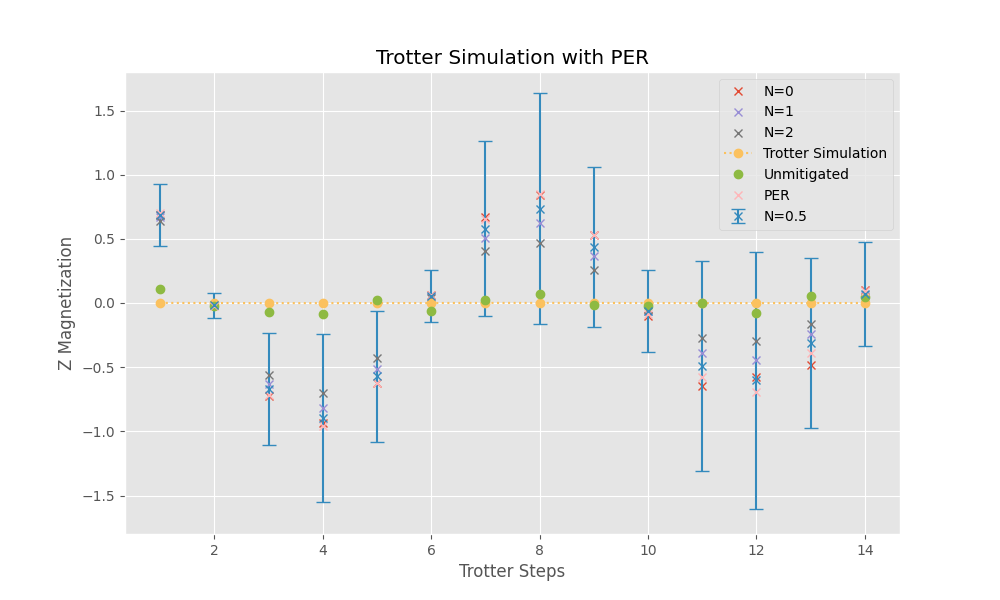 Trotter Simulation with PER
Z Magnetization
1.5
1.0
0.5
0.0
−0.5
−1.0
−1.5
N=0
N=1
N=2
Trotter Simulation
Unmitigated
PER
N=0.5
2 4 6 8 10 12 14
Trotter Steps